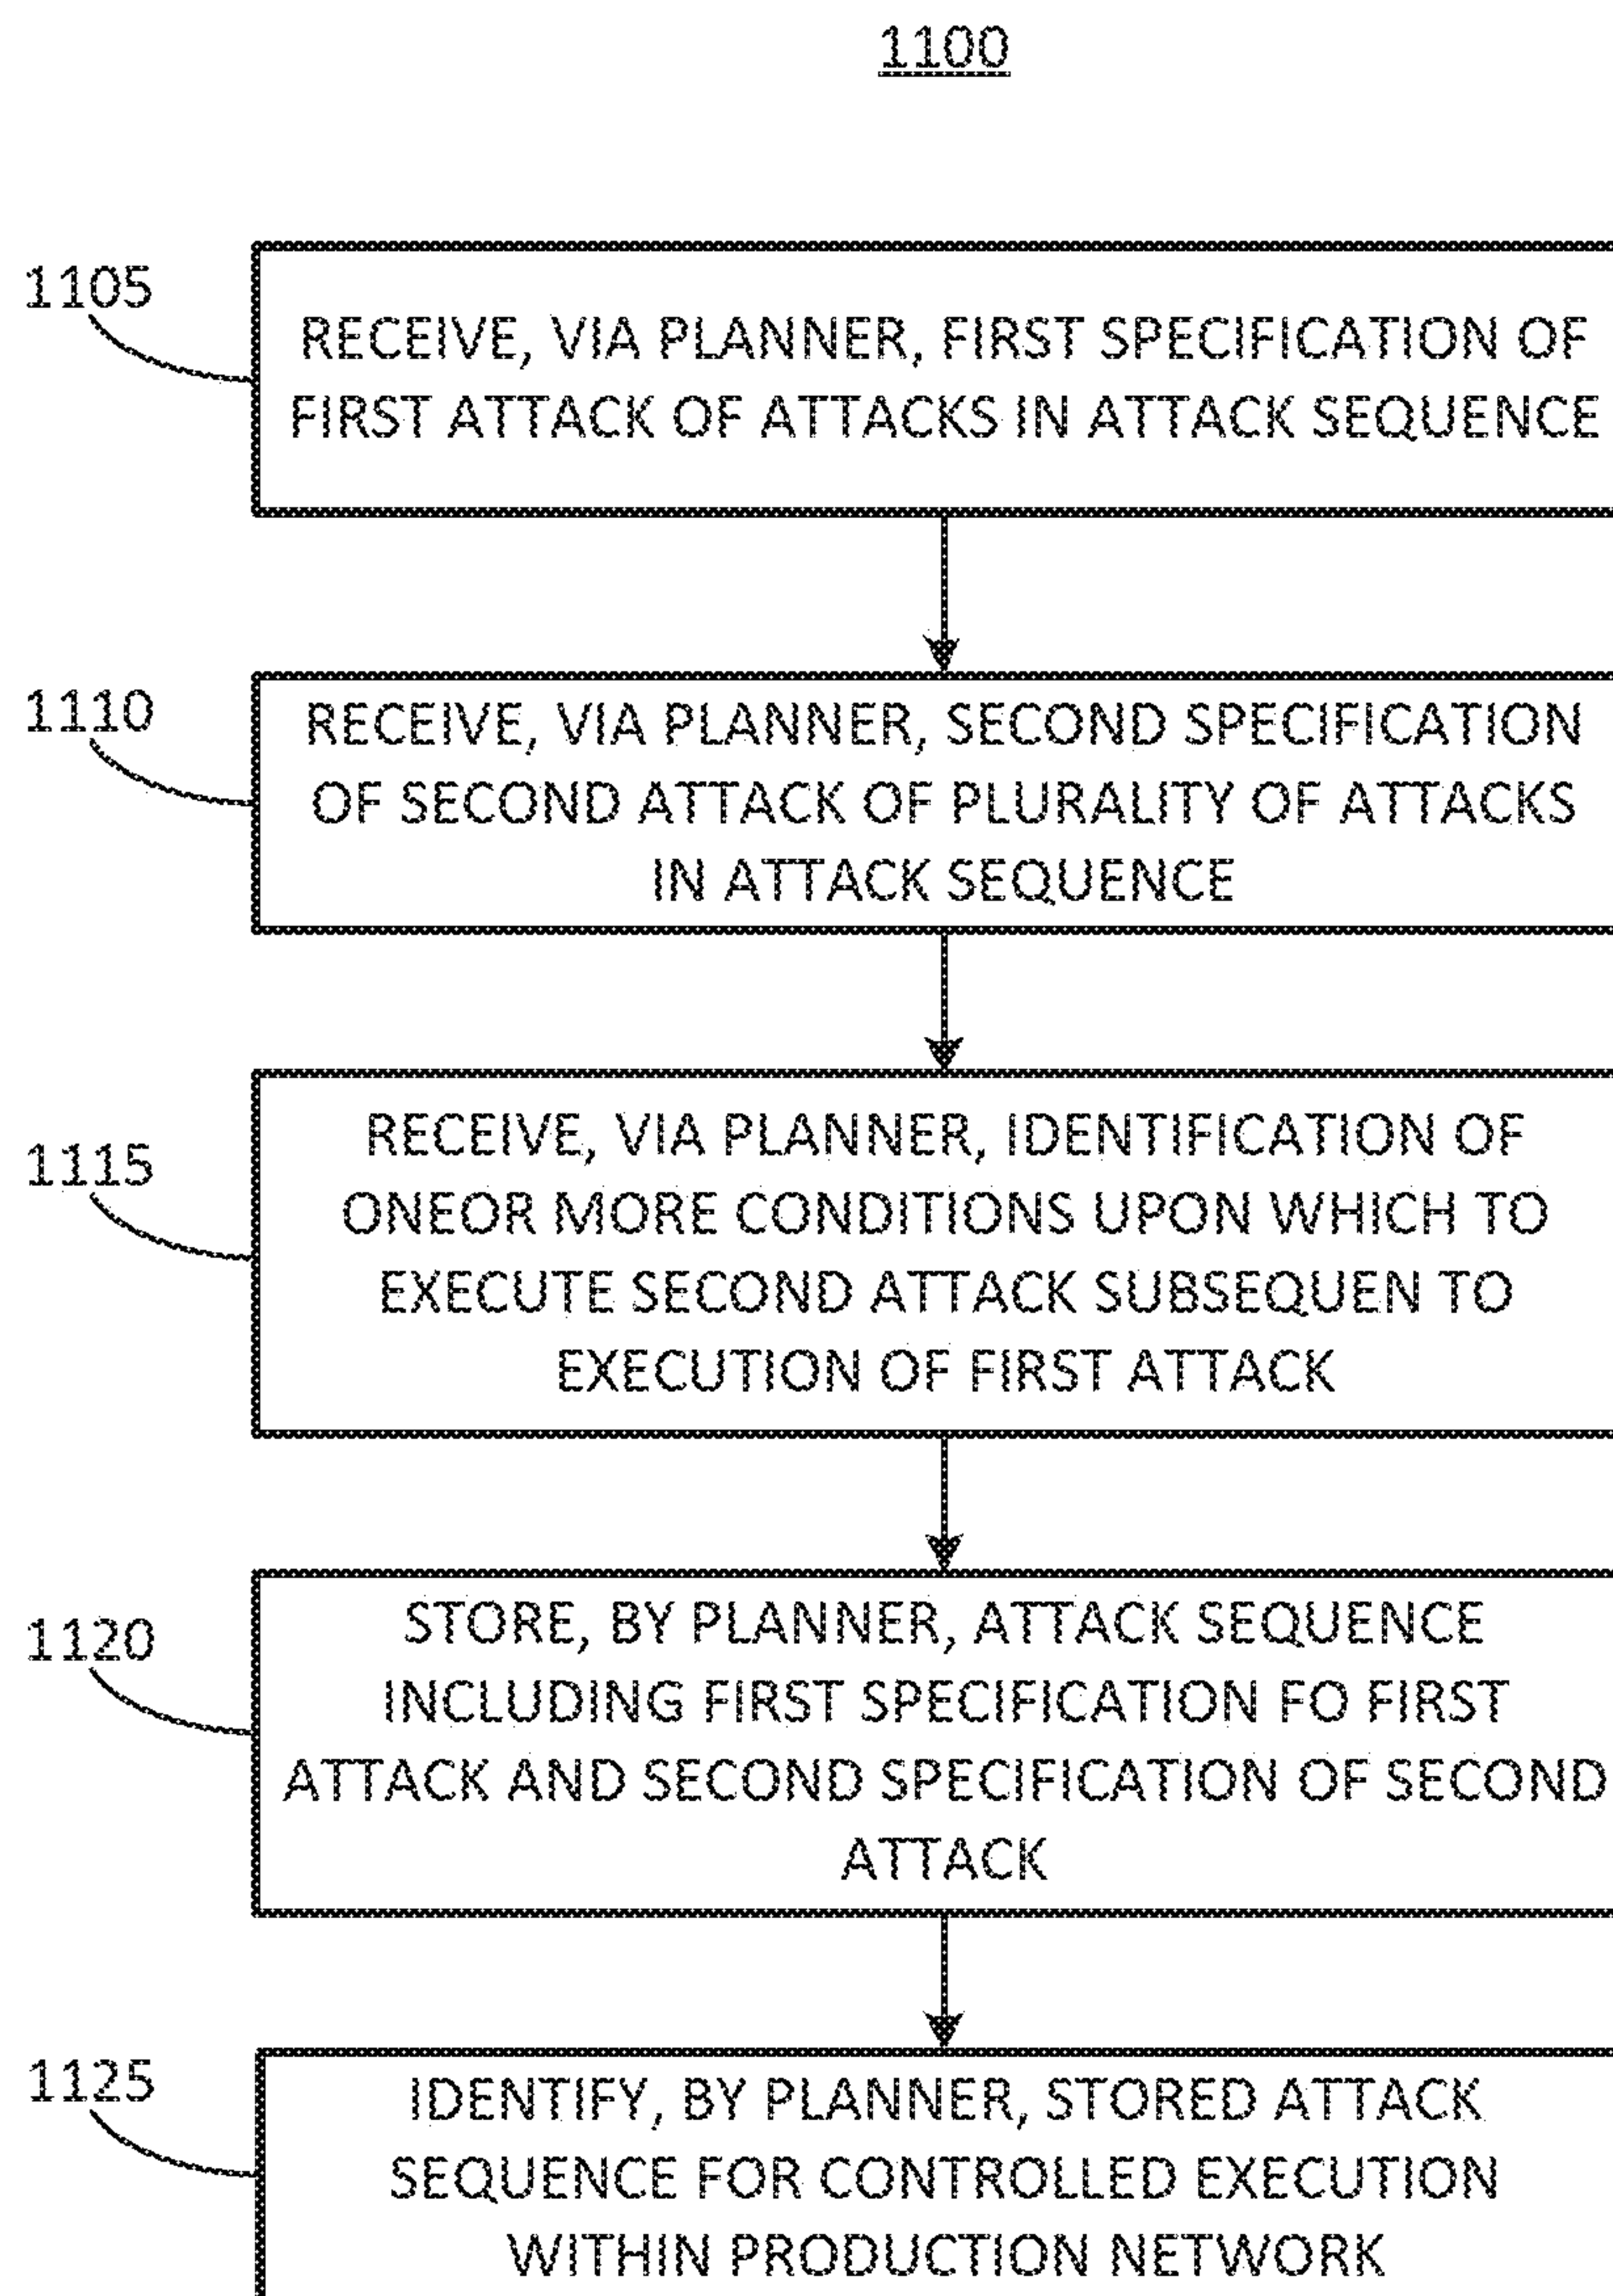 1100
1105
RECEIVE, VIA PLANNER, FIRST SPECIFICATION OF
FIRST ATTACK OF ATTACKS IN ATTACK SEQUENCE
1110
RECEIVE, VIA PLANNER, SECOND SPECIFICATION
OF SECOND ATTACK OF PLURALITY OF ATTACKS
IN ATTACK SEQUENCE
1115
RECEIVE, VIA PLANNER, IDENTIFICATION OF
ONEOR MORE CONDITIONS UPON WHICH TO
EXECUTE SECOND ATTACK SUBSEQUEN TO
EXECUTION OF FIRST ATTACK
1120
STORE, BY PLANNER, ATTACK SEQUENCE
INCLUDING FIRST SPECIFICATION FO FIRST
ATTACK AND SECOND SPECIFICATION OF SECOND
ATTACK
1125
IDENTIFY, BY PLANNER, STORED ATTACK
SEQUENCE FOR CONTROLLED EXECUTION
WITHIN PRODUCTION NETWORK